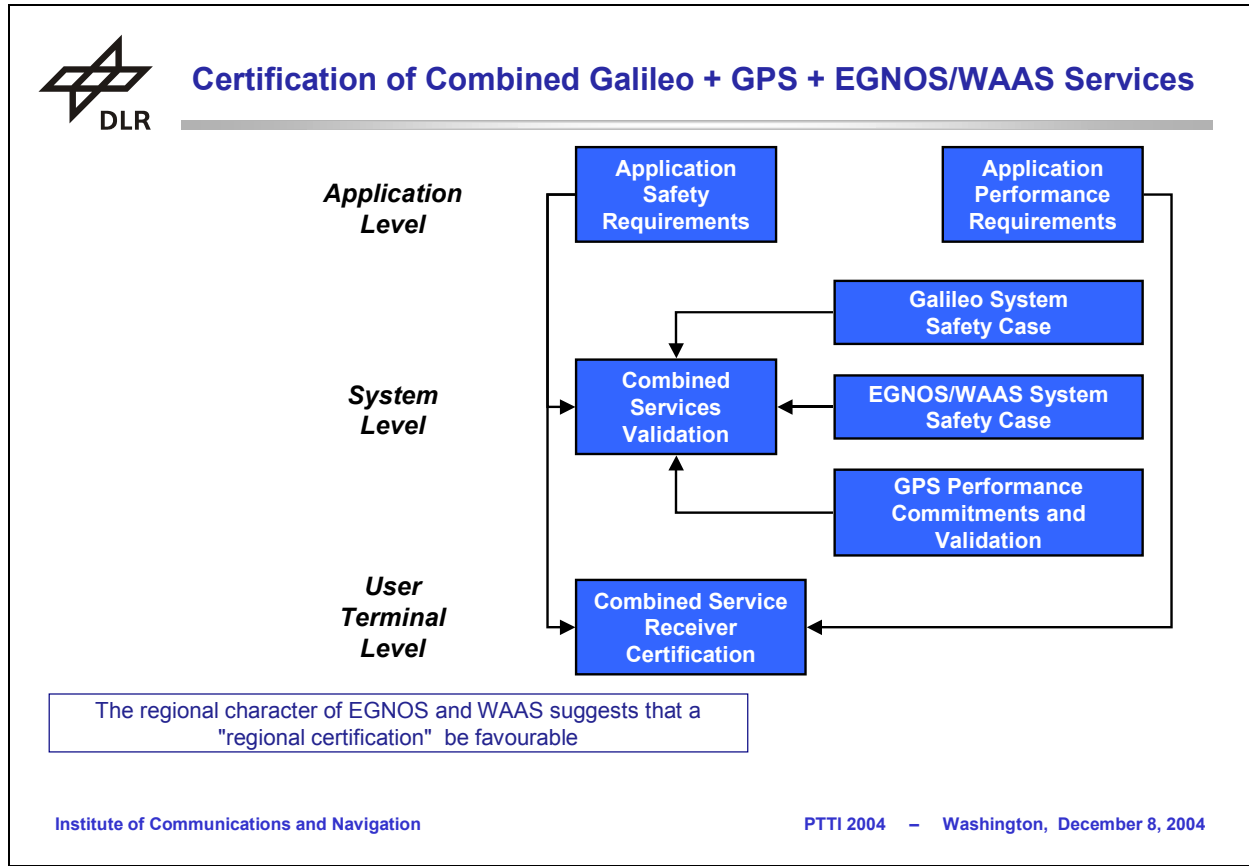 DLR
Certification of Combined Galileo + GPS + EGNOS/WAAS Services
Application
Level
Application
Safety
Requirements
Application
Performance
Requirements
Galileo System
Safety Case
System
Level
Combined
Services
Validation
EGNOS/WAAS System
Safety Case
GPS Performance
Commitments and
Validation
User
Terminal
Level
Combined Service
Receiver
Certification
The regional character of EGNOS and WAAS suggests that a
"regional certification"  be favourable
Institute of Communications and Navigation
PTTI 2004 – Washington, December 8, 2004